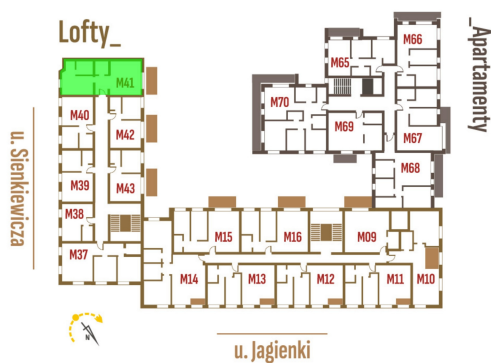 Lofty_
_Apartamenty
M66
M65
M41
M70
M40
M42
M69
M67
M68
M39
M43
M38
M37
M15
M16
M09
M14
M13
M12
M11
M10
u. Sienkiewicza
u. Jagienki
N